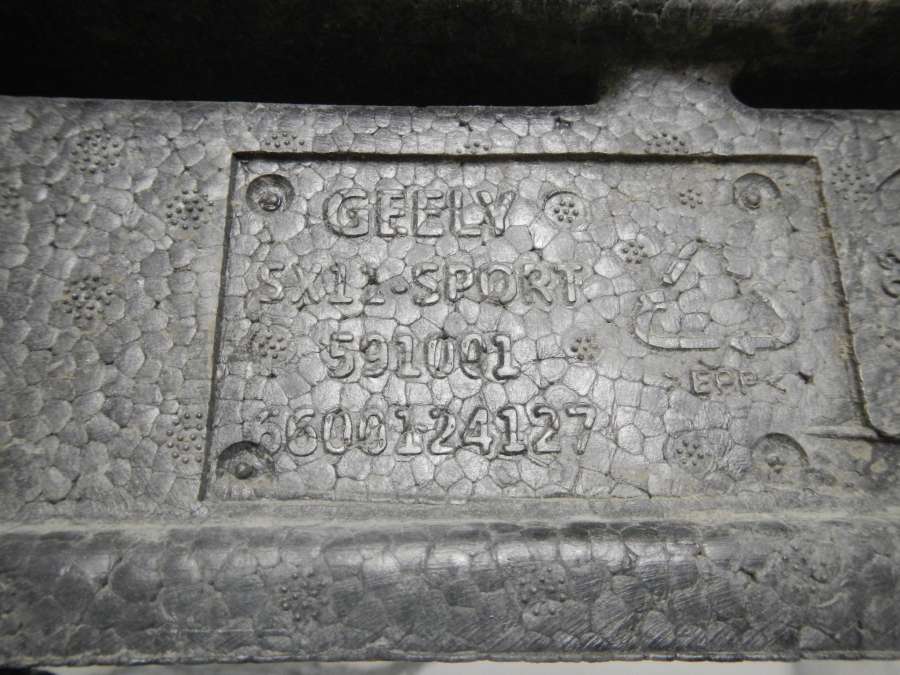 GEELY
SX11·SPORT
591001
6600124127
>EPP<